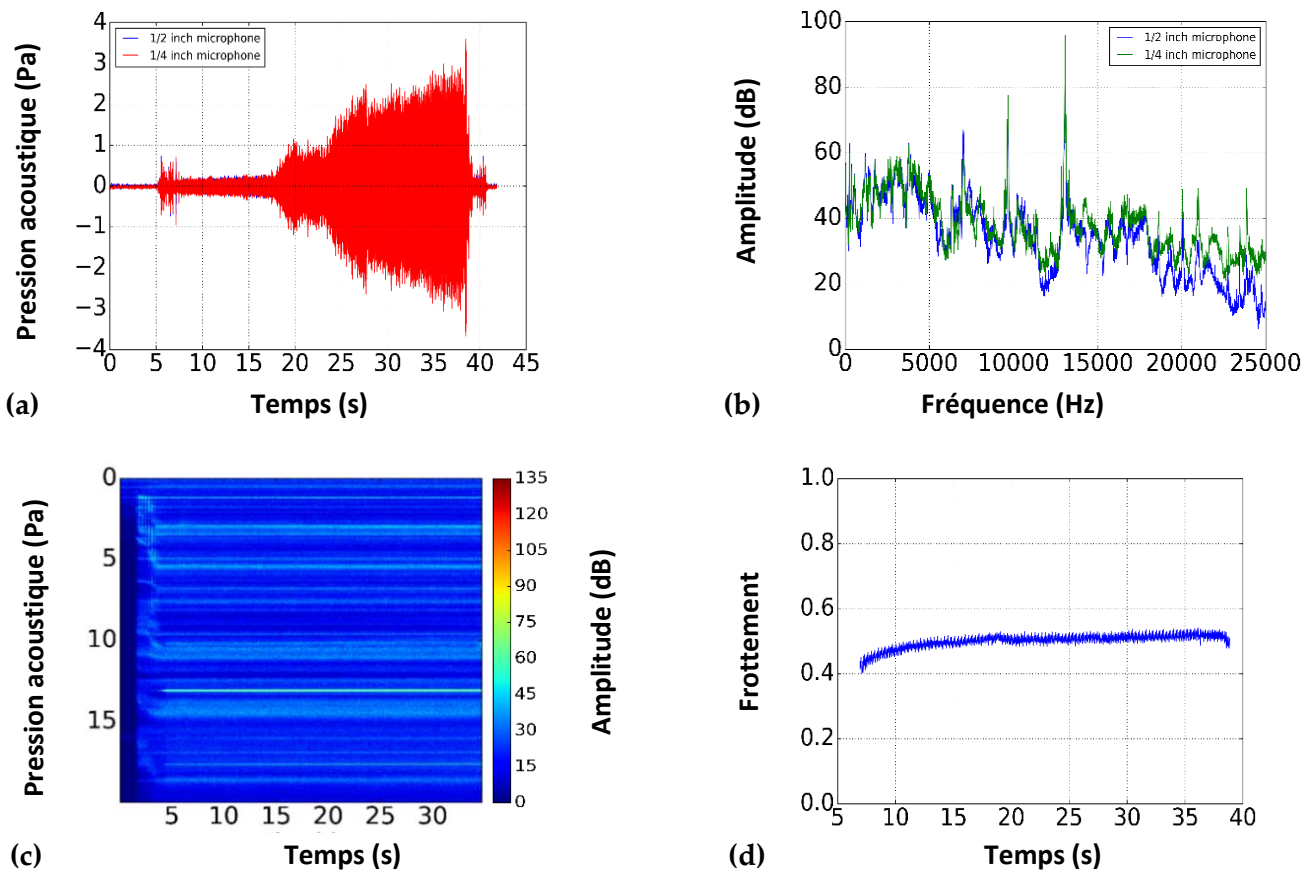 Pression acoustique (Pa)
1/2 inch microphone
1/4 inch microphone
4
3
2
1
0
−1
−2
−3
−4
0 5 10 15 20 25 30 35 40 45
(a)
Temps (s)
Amplitude (dB)
1/2 inch microphone
1/4 inch microphone
100
80
60
40
20
0
0 5000 10000 15000 20000 25000
(b)
Fréquence (Hz)
Pression acoustique (Pa)
0
5
10
15
5 10 15 20 25 30
135
120
105
90
75
60
45
30
15
0
Amplitude (dB)
(c)
Temps (s)
Frottement
1.0
0.8
0.6
0.4
0.2
0.0
5 10 15 20 25 30 35 40
(d)
Temps (s)